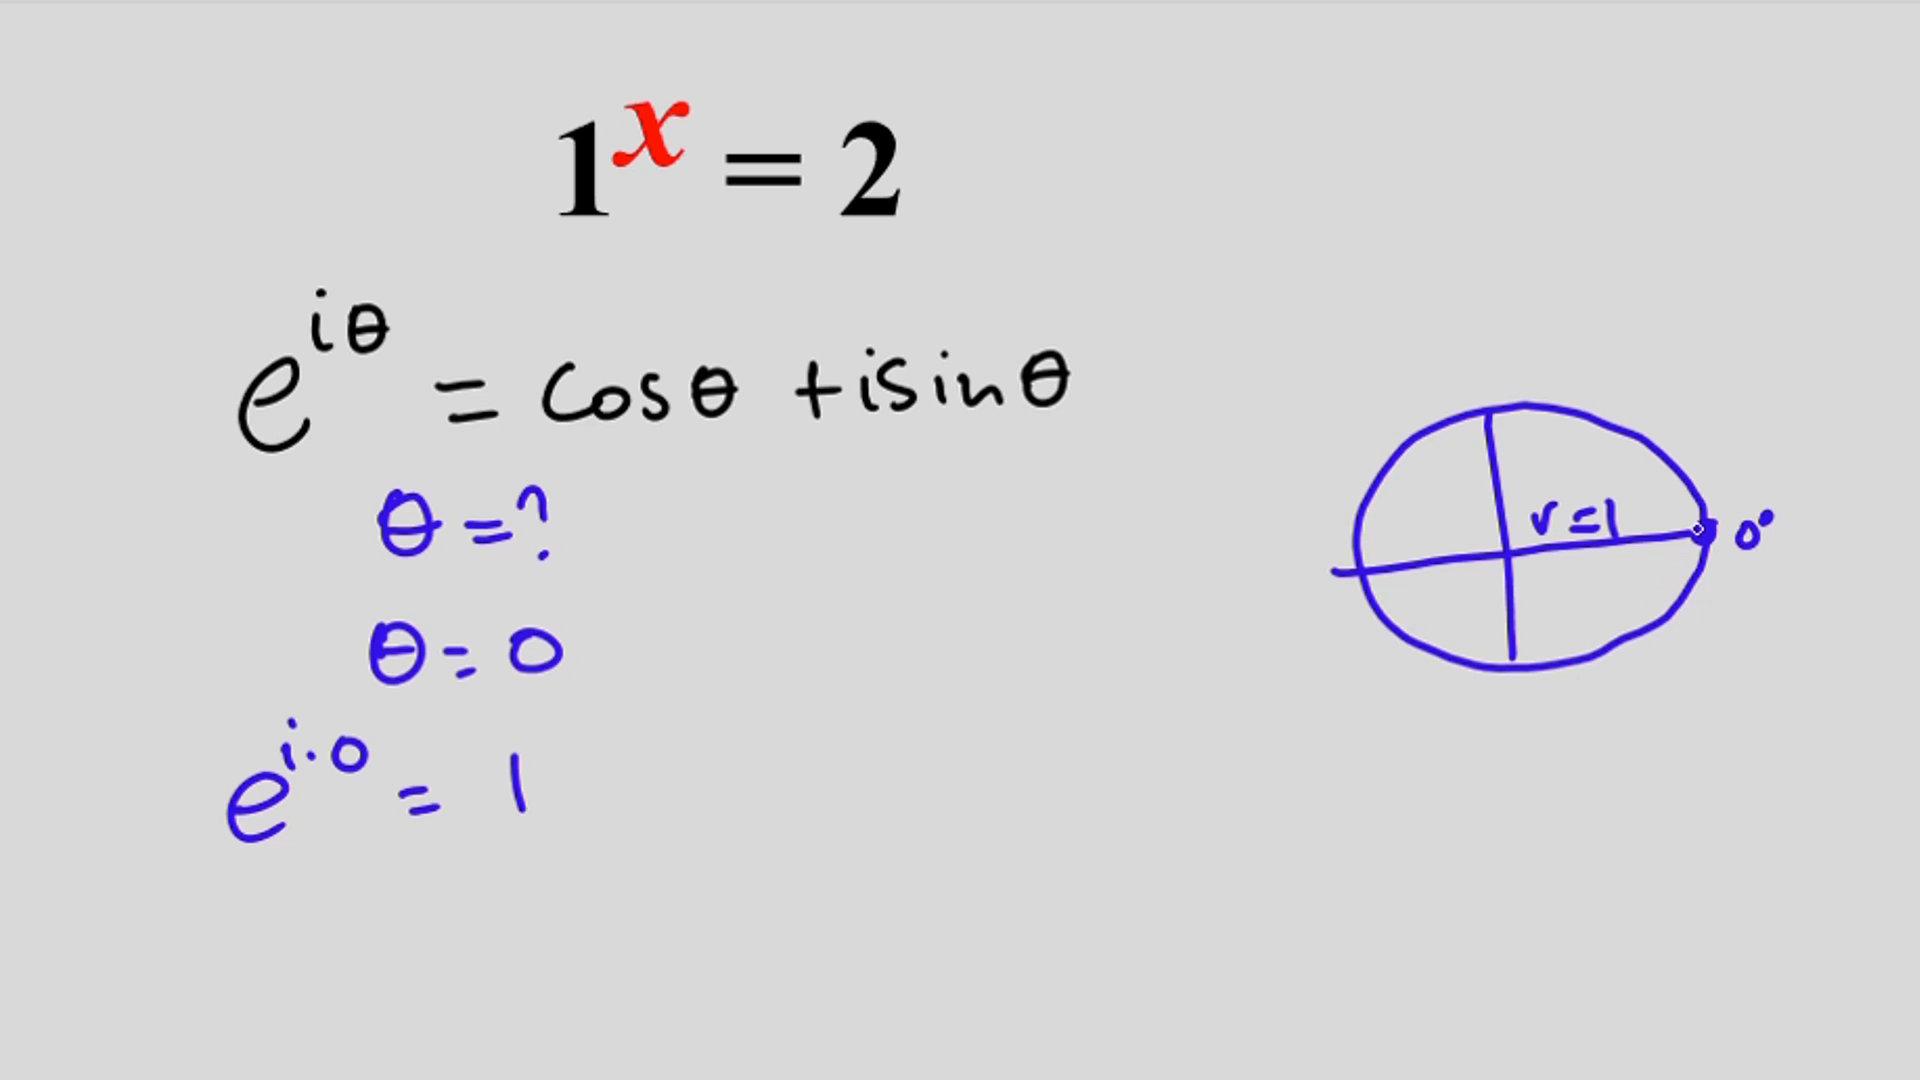 1^x = 2
e^{iθ} = cosθ + isinθ
θ = ?
r = 1 0°
θ = 0
e^{i·0} = 1